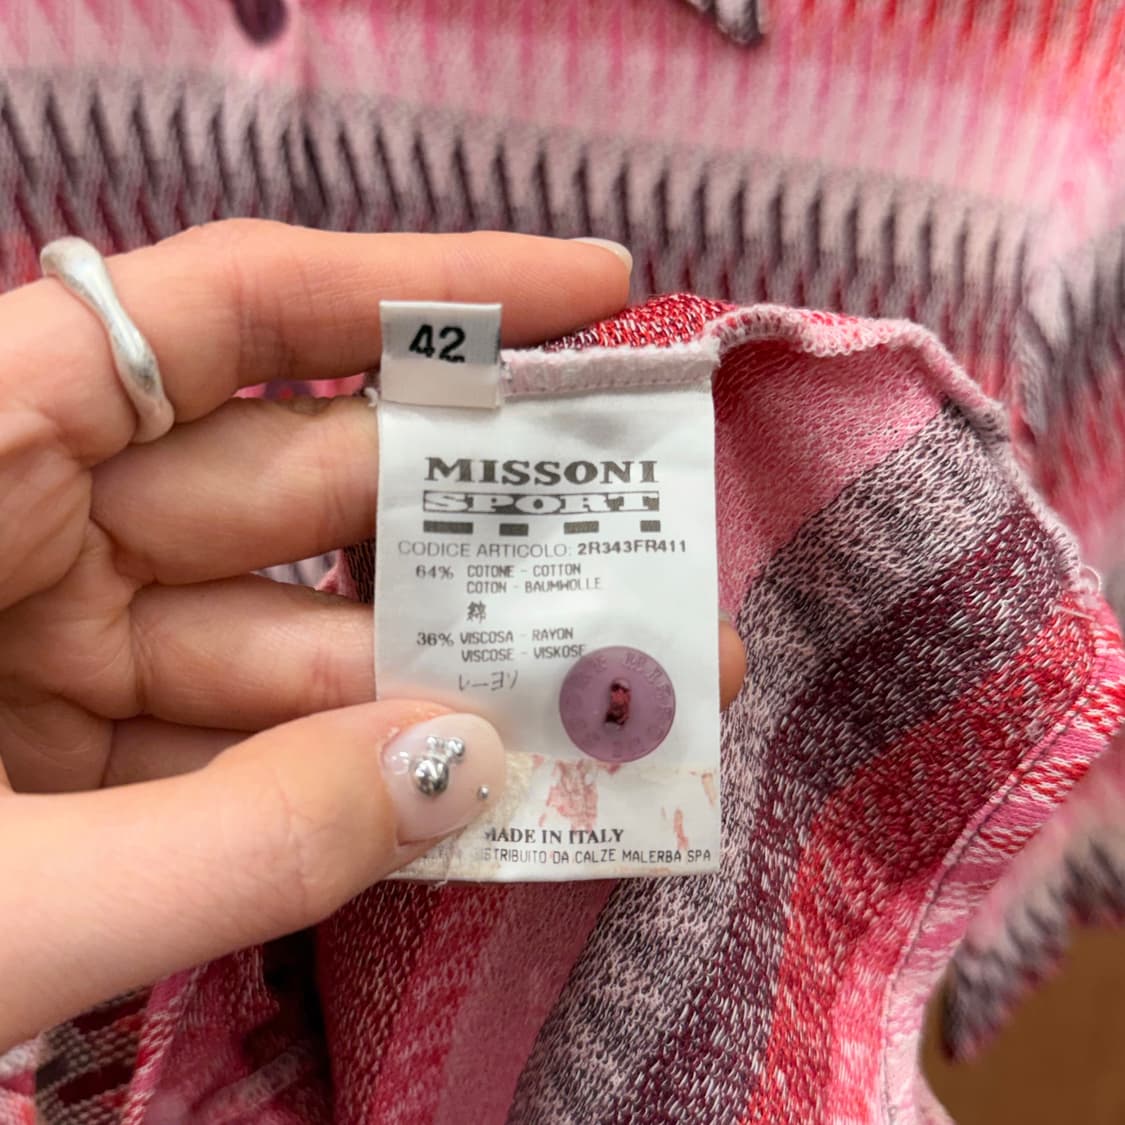 42
MISSONI
SPORT
CODICE ARTICOLO: 2R343FR411
64% COTONE - COTTON
COTON - BAUMWOLLE
綿
36% VISCOSA - RAYON
VISCOSE - VISKOSE
レーヨン
MADE IN ITALY
DA CALZE MALERBA SPA